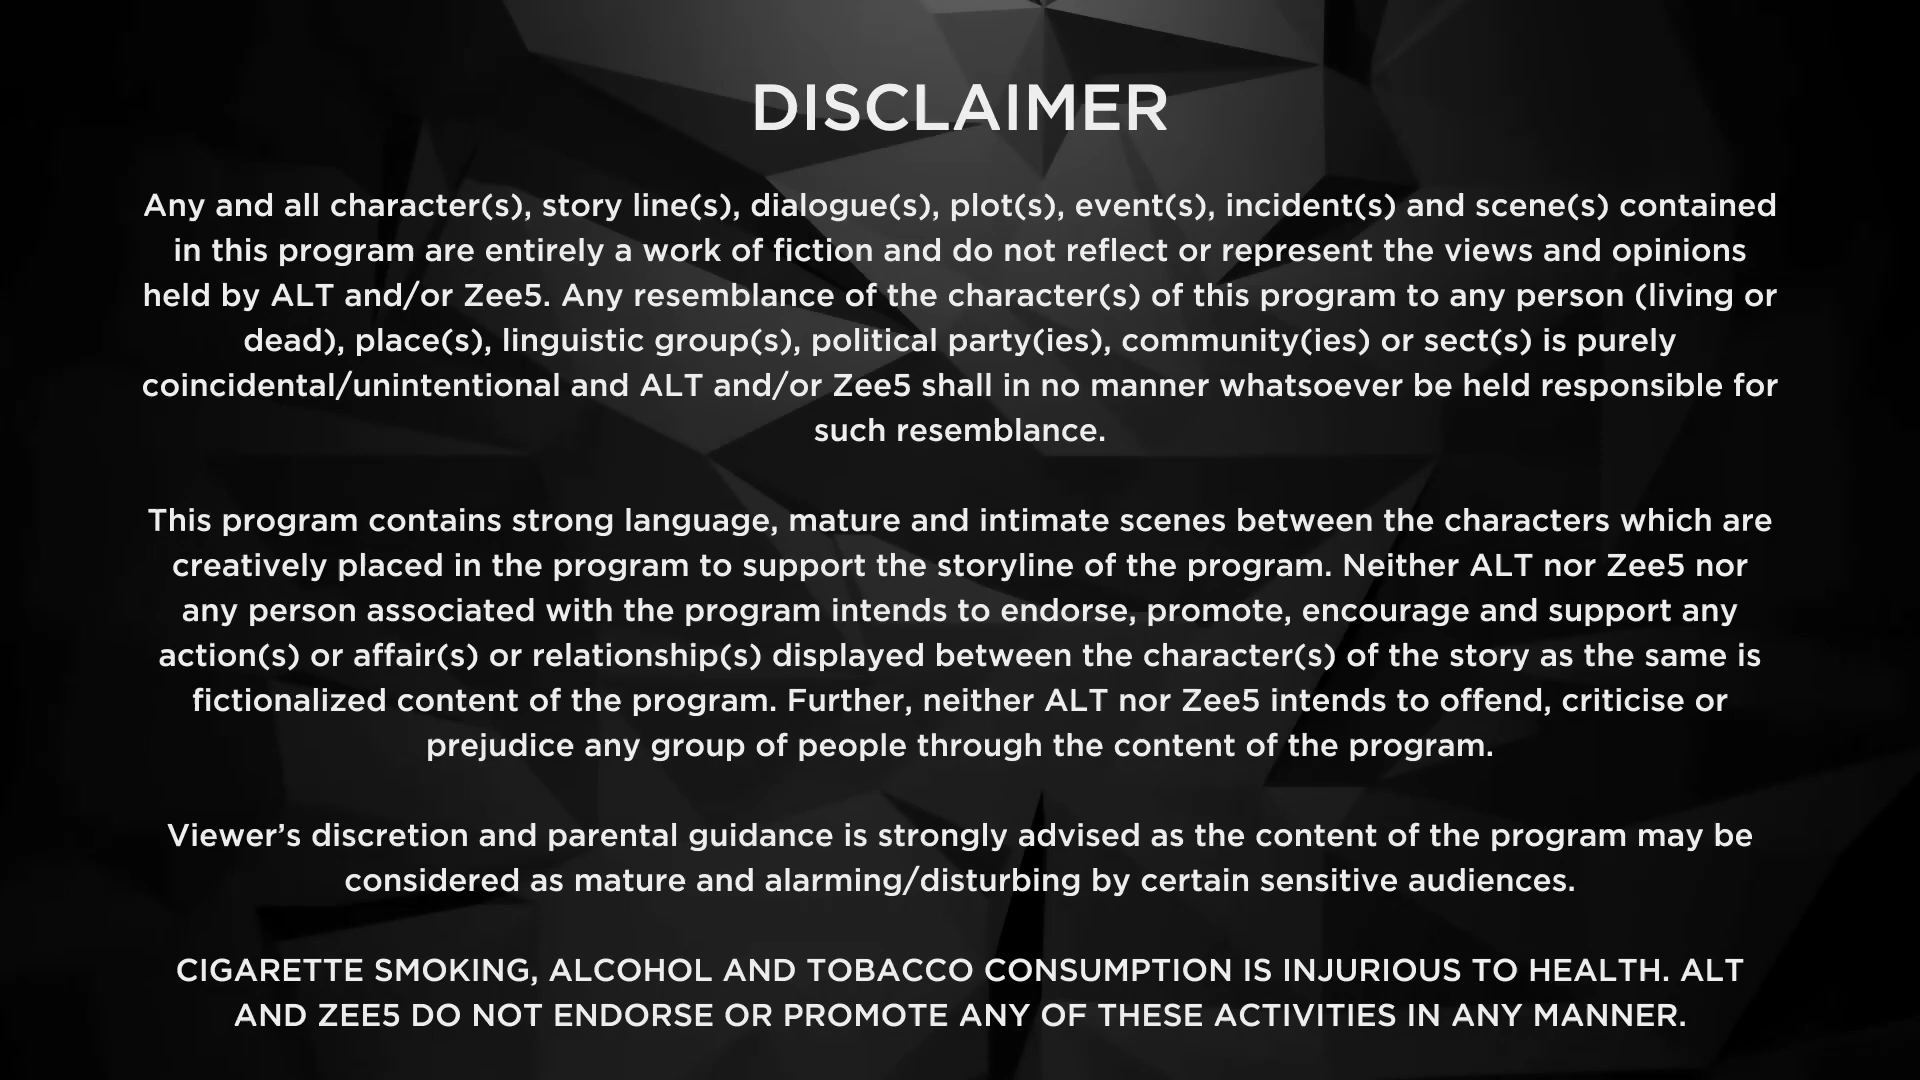 DISCLAIMER
Any and all character(s), story line(s), dialogue(s), plot(s), event(s), incident(s) and scene(s) contained
in this program are entirely a work of fiction and do not reflect or represent the views and opinions
held by ALT and/or Zee5. Any resemblance of the character(s) of this program to any person (living or
dead), place(s), linguistic group(s), political party(ies), community(ies) or sect(s) is purely
coincidental/unintentional and ALT and/or Zee5 shall in no manner whatsoever be held responsible for
such resemblance.
This program contains strong language, mature and intimate scenes between the characters which are
creatively placed in the program to support the storyline of the program. Neither ALT nor Zee5 nor
any person associated with the program intends to endorse, promote, encourage and support any
action(s) or affair(s) or relationship(s) displayed between the character(s) of the story as the same is
fictionalized content of the program. Further, neither ALT nor Zee5 intends to offend, criticise or
prejudice any group of people through the content of the program.
Viewer’s discretion and parental guidance is strongly advised as the content of the program may be
considered as mature and alarming/disturbing by certain sensitive audiences.
CIGARETTE SMOKING, ALCOHOL AND TOBACCO CONSUMPTION IS INJURIOUS TO HEALTH. ALT
AND ZEE5 DO NOT ENDORSE OR PROMOTE ANY OF THESE ACTIVITIES IN ANY MANNER.